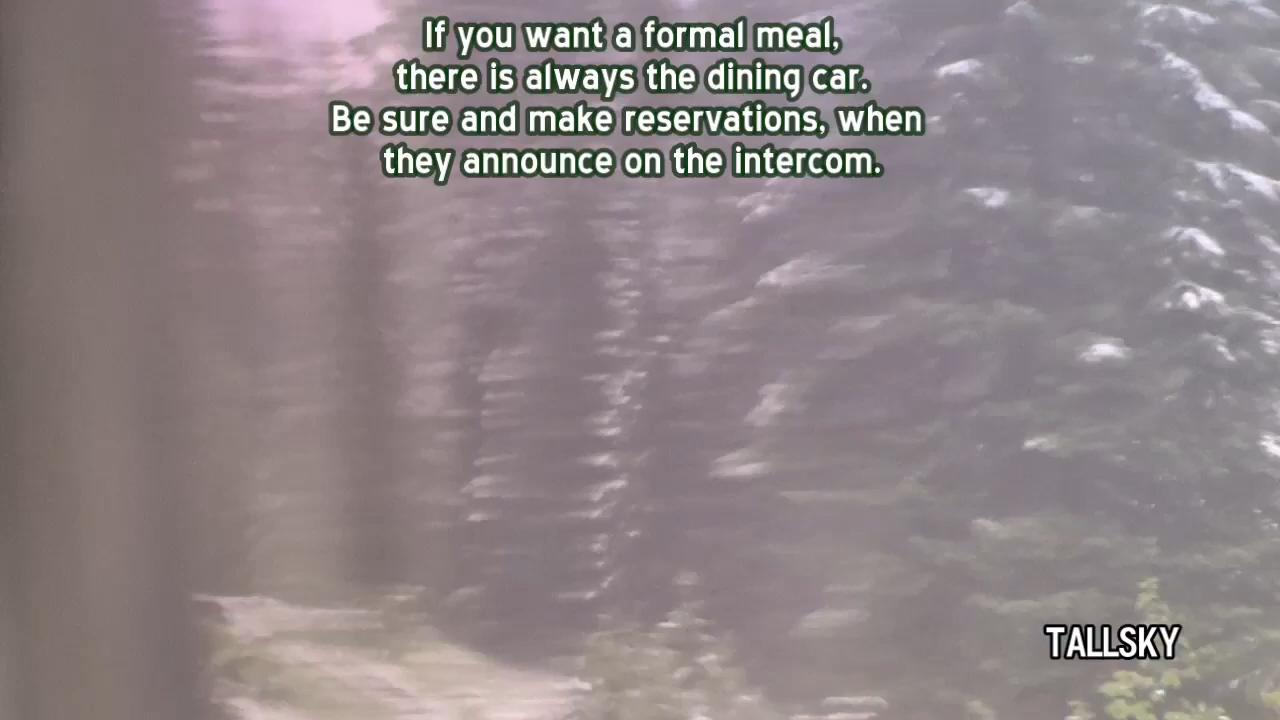 If you want a formal meal,
there is always the dining car.
Be sure and make reservations, when
they announce on the intercom.
TALLSKY